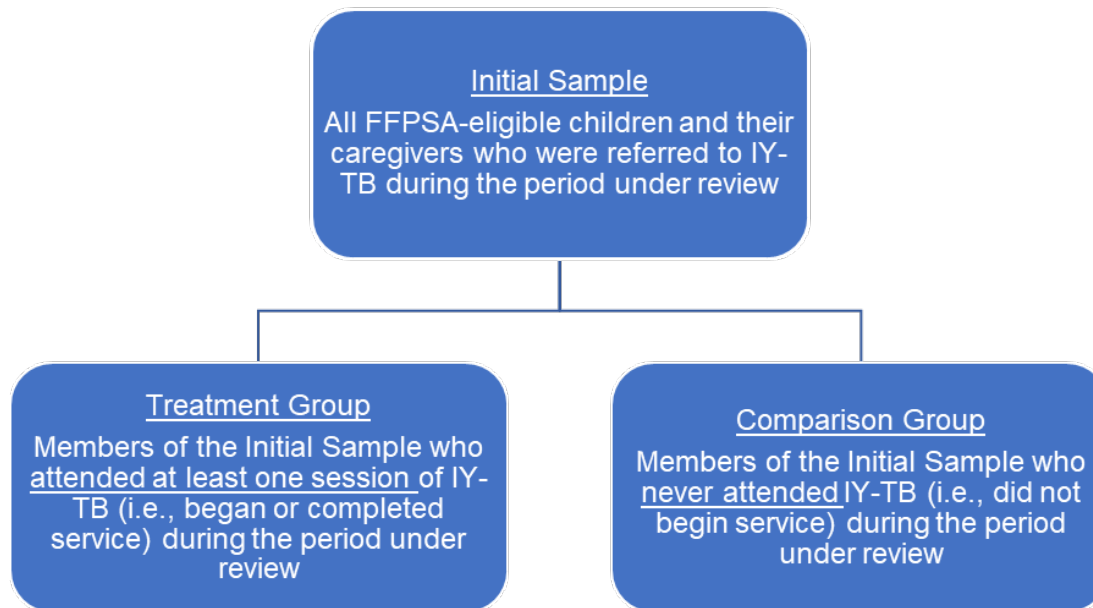 Initial Sample
All FFPSA-eligible children and their
caregivers who were referred to IY-
TB during the period under review
Treatment Group
Members of the Initial Sample who
attended at least one session of IY-
TB (i.e., began or completed
service) during the period under
review
Comparison Group
Members of the Initial Sample who
never attended IY-TB (i.e., did not
begin service) during the period
under review